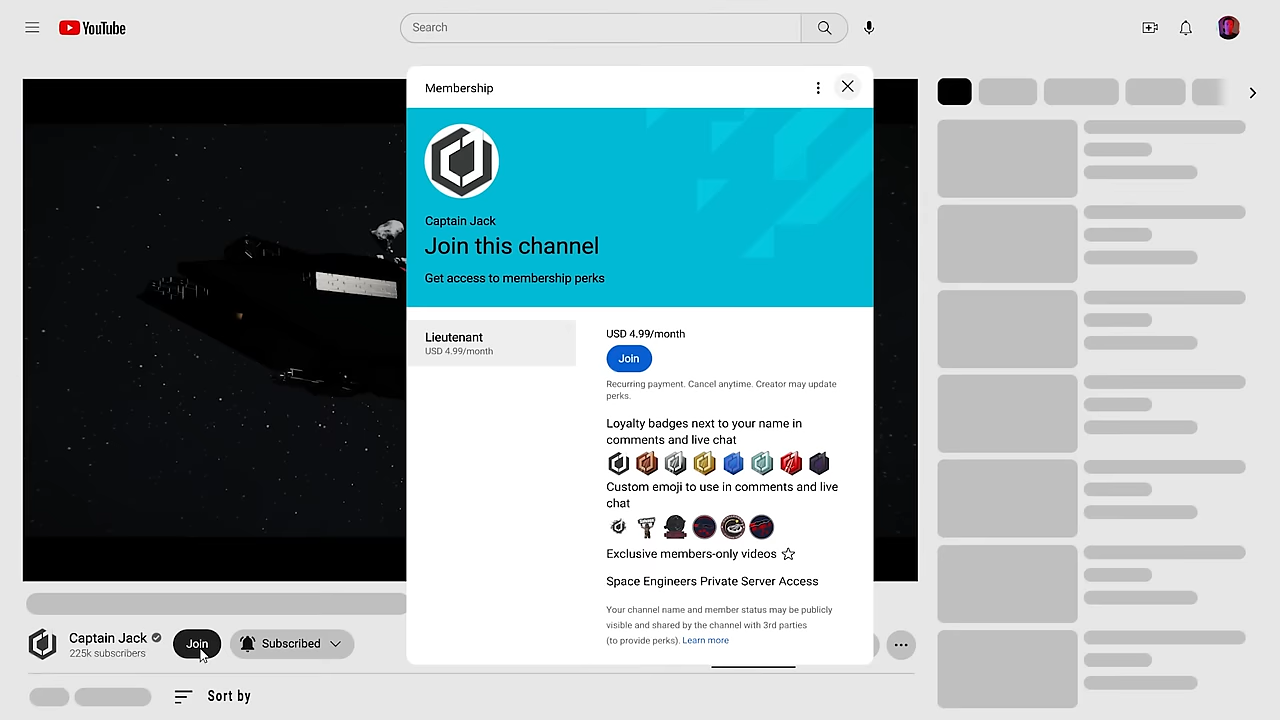 YouTube
Search
Membership
Captain Jack
Join this channel
Get access to membership perks
Lieutenant
USD 4.99/month
USD 4.99/month
Join
Recurring payment. Cancel anytime. Creator may update
perks.
Loyalty badges next to your name in
comments and live chat
Custom emoji to use in comments and live
chat
Exclusive members-only videos
Space Engineers Private Server Access
Your channel name and member status may be publicly
visible and shared by the channel with 3rd parties
(to provide perks). Learn more
Captain Jack
225k subscribers
Join
Subscribed
Sort by